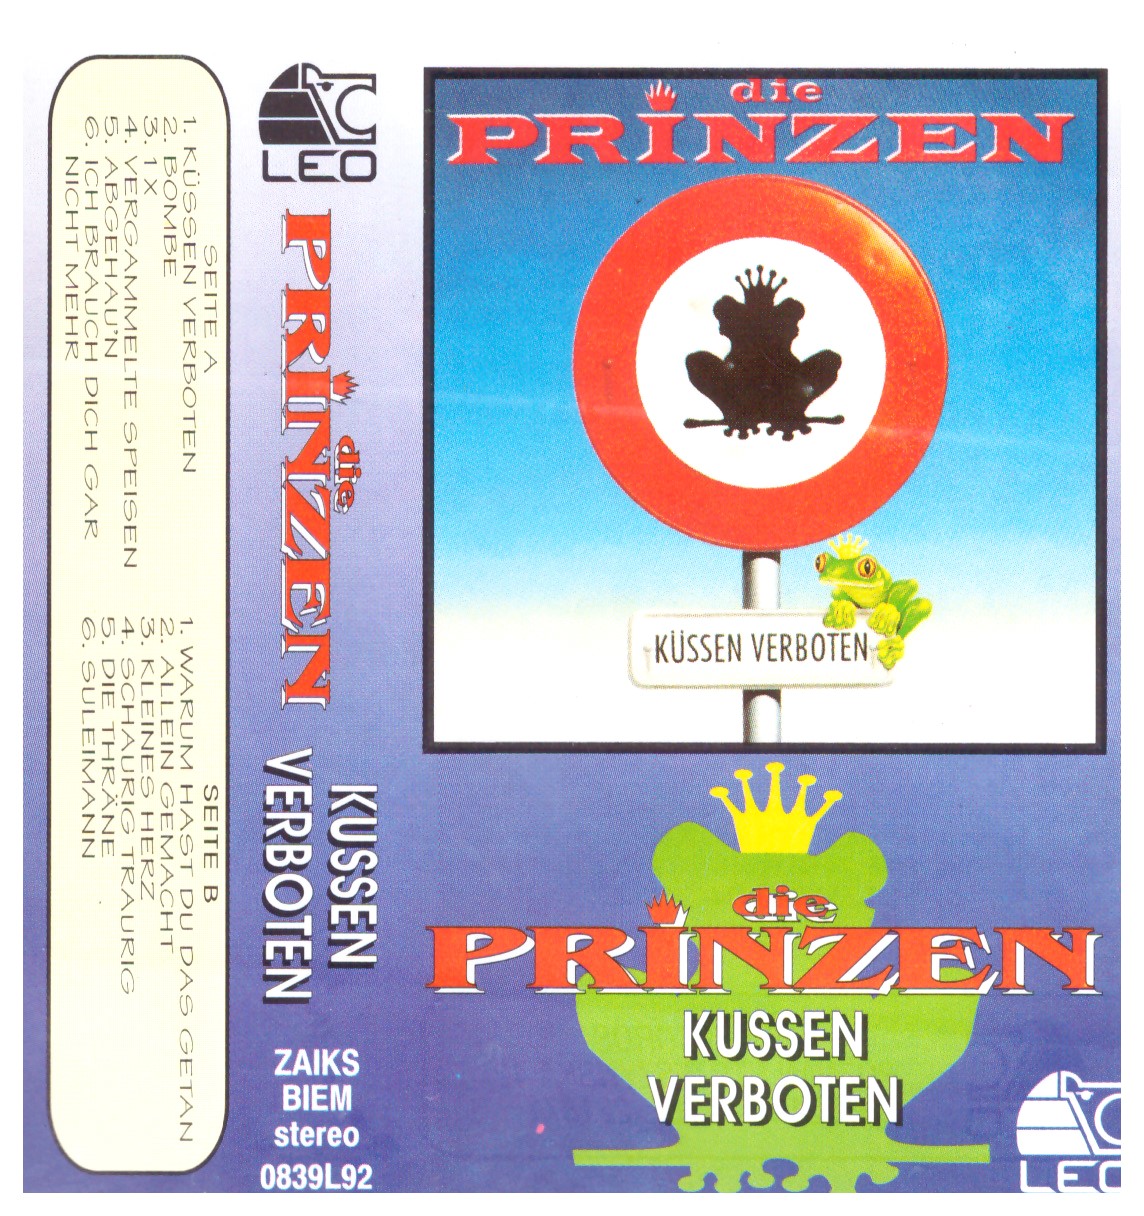 SEITE A
1. KÜSSEN VERBOTEN
2. BOMBE
3. 1 X
4. VERGAMMELTE SPEISEN
5. ABGEHAU'N
6. ICH BRAUCH DICH GAR
NICHT MEHR
SEITE B
1. WARUM HAST DU DAS GETAN
2. ALLEIN GEMACHT
3. KLEINES HERZ
4. SCHAURIG TRAURIG
5. DIE THRÄNE
6. SULEIMANN
LEO
die
PRINZEN
KUSSEN
VERBOTEN
ZAIKS
BIEM
stereo
0839L92
die
PRINZEN
KÜSSEN VERBOTEN
die
PRINZEN
KUSSEN
VERBOTEN
LEO